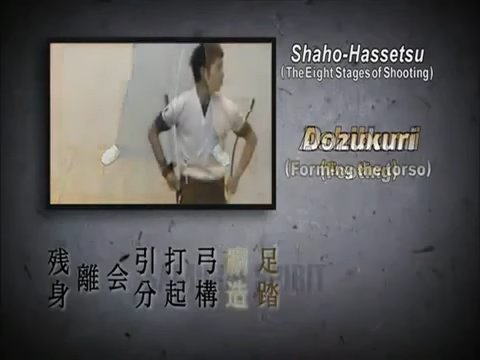 Shaho-Hassetsu
(The Eight Stages of Shooting)
Dozukuri
(Forming the torso)
足踏
胴造
弓構
打起
引分
会
離
残身